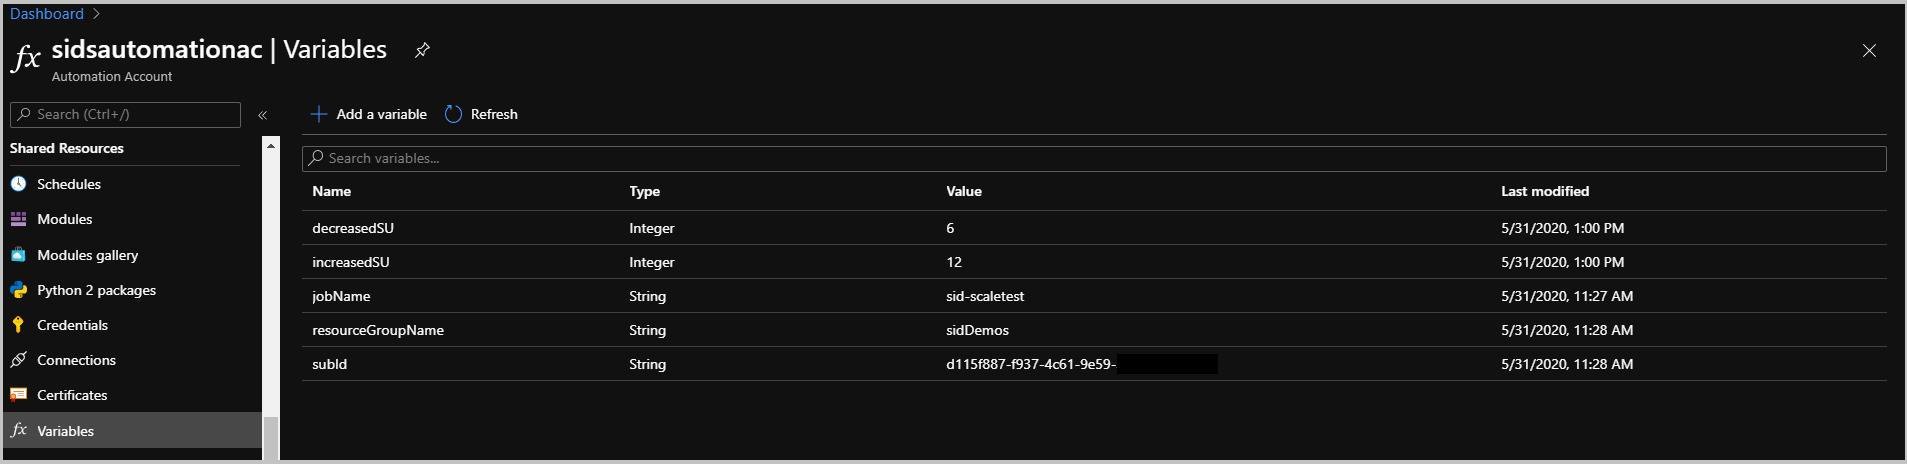 Dashboard >
fx sidsautomationac | Variables
Automation Account
Search (Ctrl+/) «
Add a variable Refresh
Shared Resources
Schedules
Modules
Modules gallery
Python 2 packages
Credentials
Connections
Certificates
fx Variables
Search variables...
Name Type Value Last modified
decreasedSU Integer 6 5/31/2020, 1:00 PM
increasedSU Integer 12 5/31/2020, 1:00 PM
jobName String sid-scaletest 5/31/2020, 11:27 AM
resourceGroupName String sidDemos 5/31/2020, 11:28 AM
subId String d115f887-f937-4c61-9e59- 5/31/2020, 11:28 AM